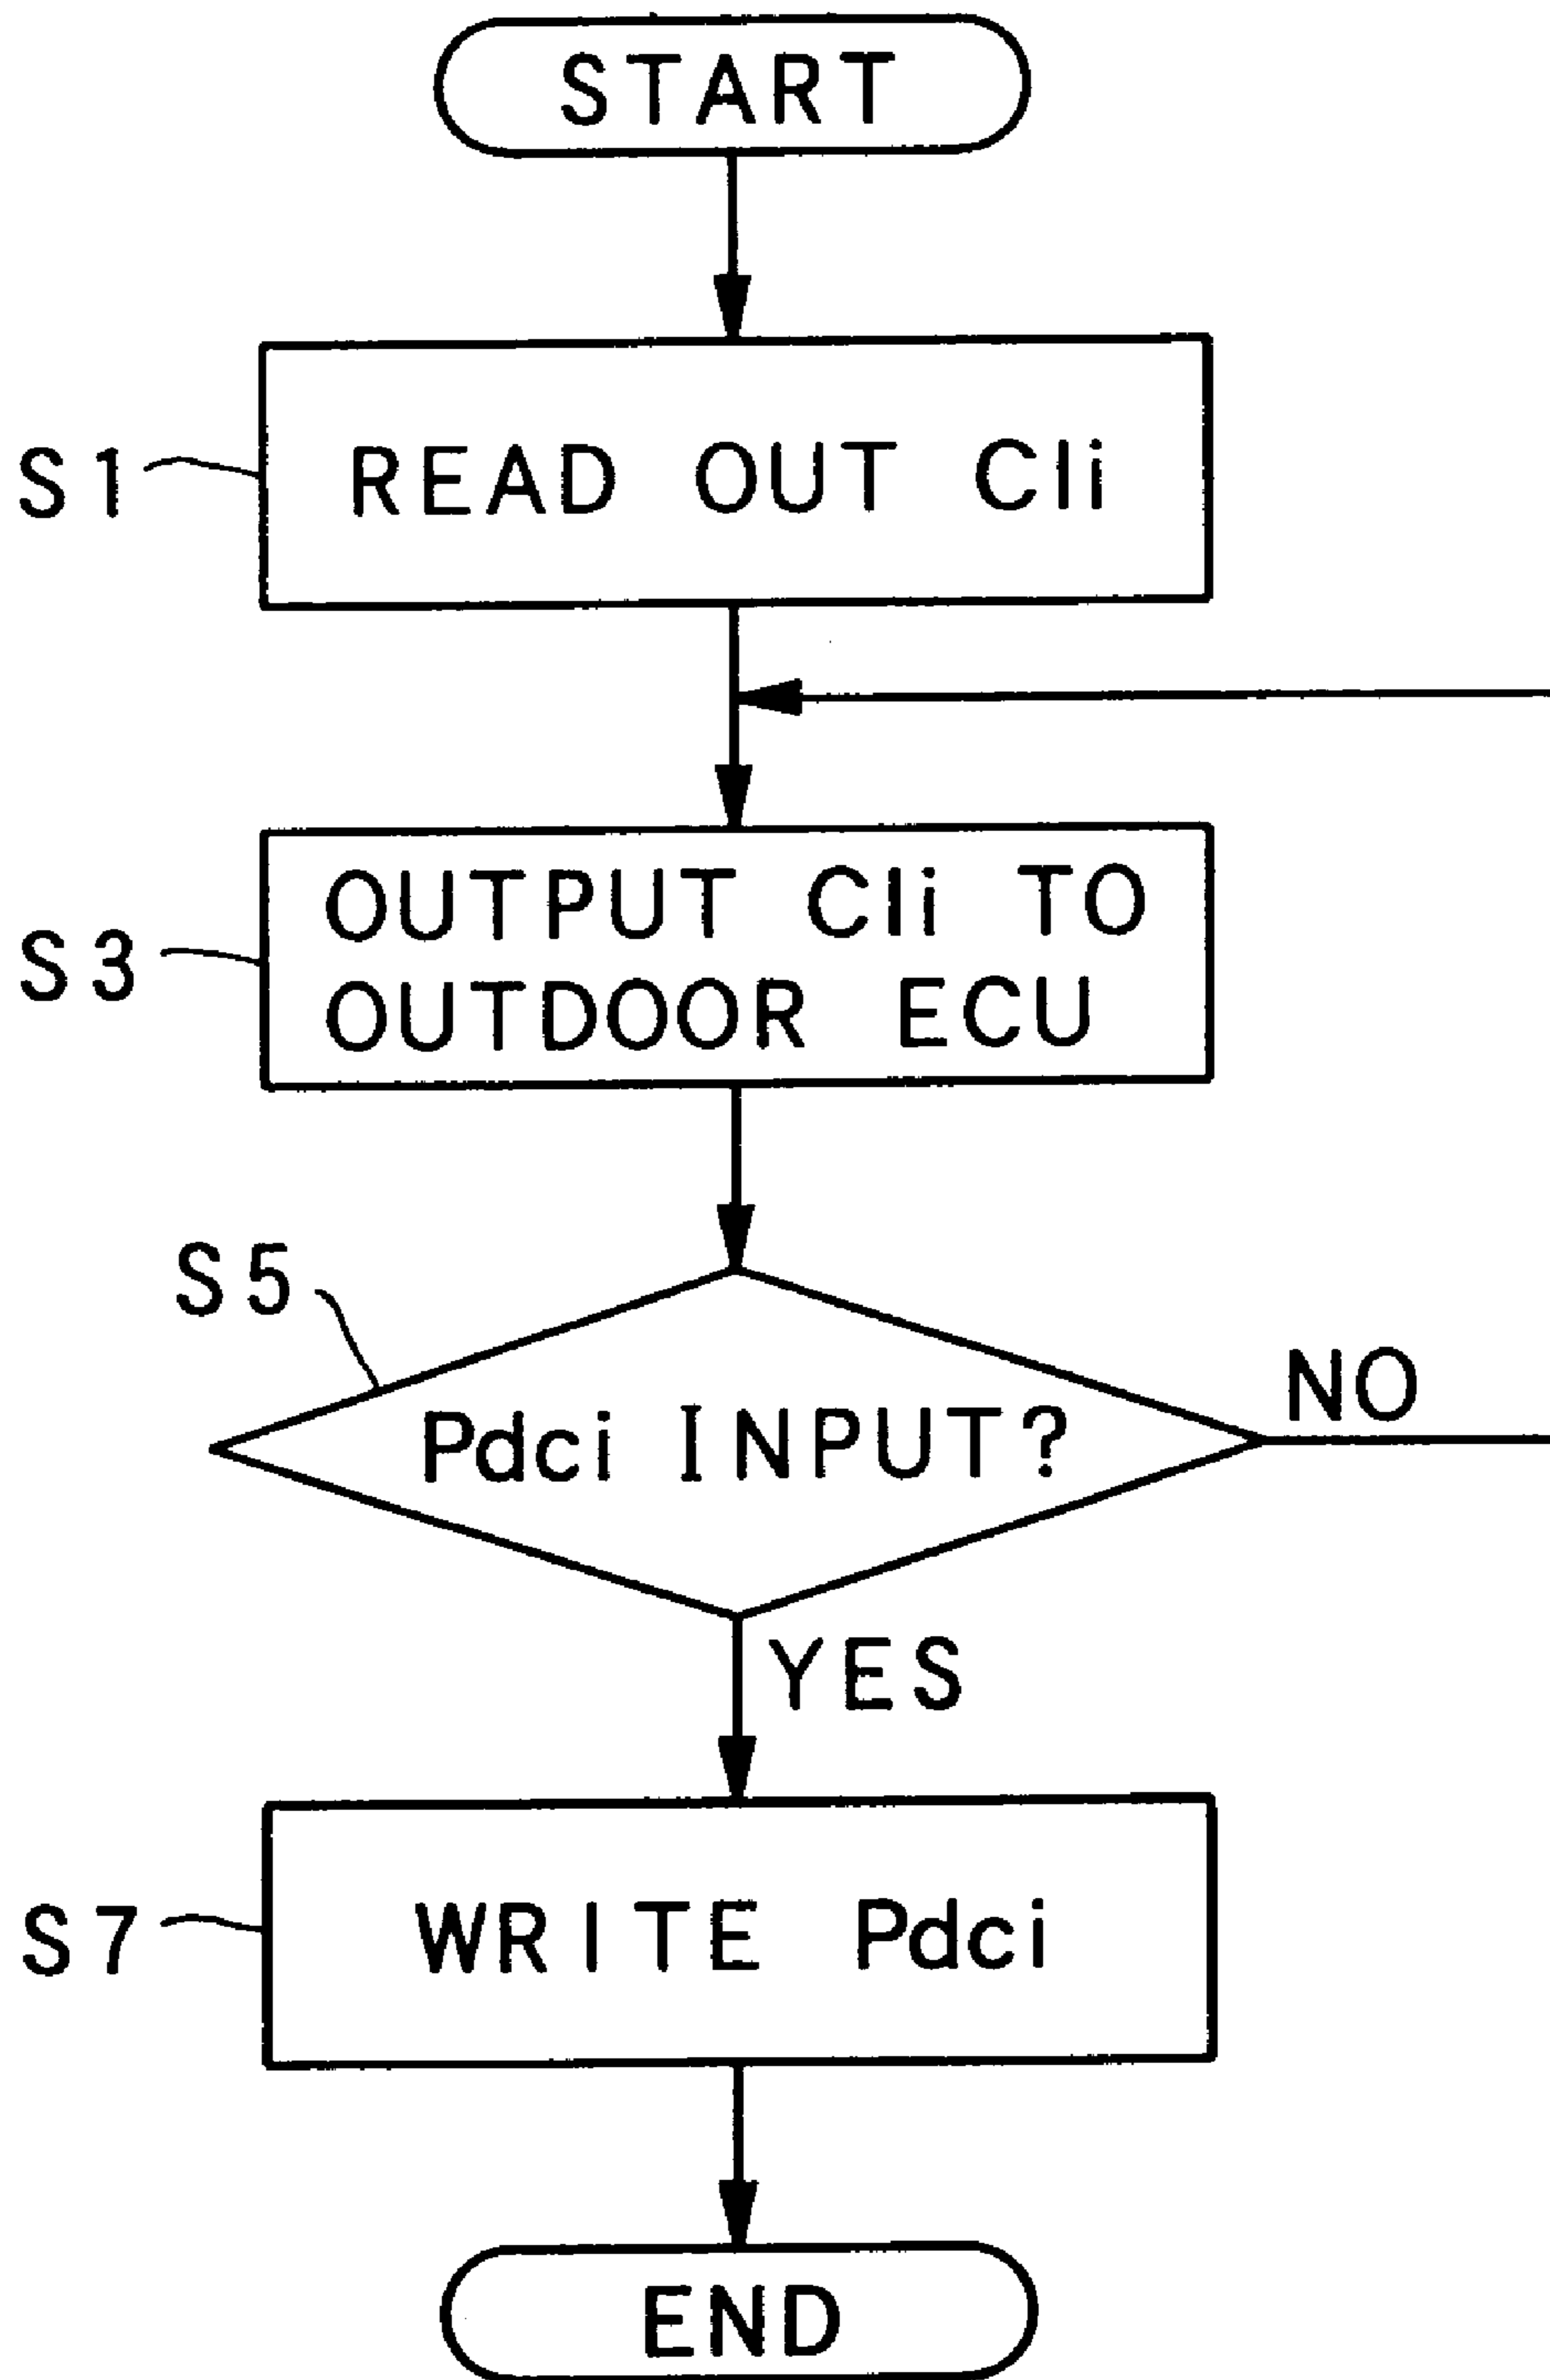 START
S1
READ OUT Cli
S3
OUTPUT Cli TO
OUTDOOR ECU
S5
Pdci INPUT?
NO
YES
S7
WRITE Pdci
END